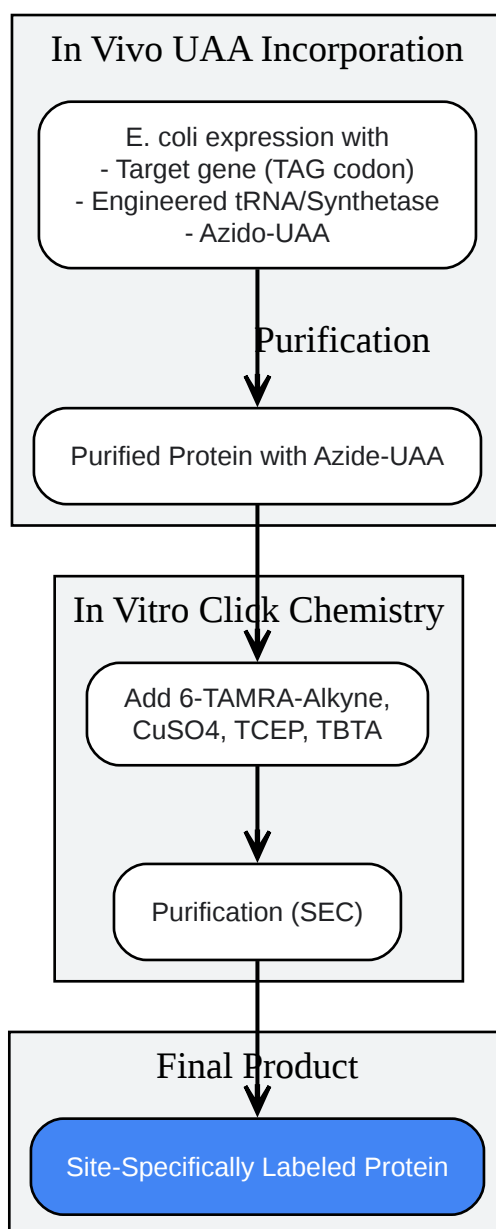 In Vivo UAA Incorporation
E. coli expression with
- Target gene (TAG codon)
- Engineered tRNA/Synthetase
- Azido-UAA
Purification
Purified Protein with Azide-UAA
In Vitro Click Chemistry
Add 6-TAMRA-Alkyne,
CuSO4, TCEP, TBTA
Purification (SEC)
Final Product
Site-Specifically Labeled Protein